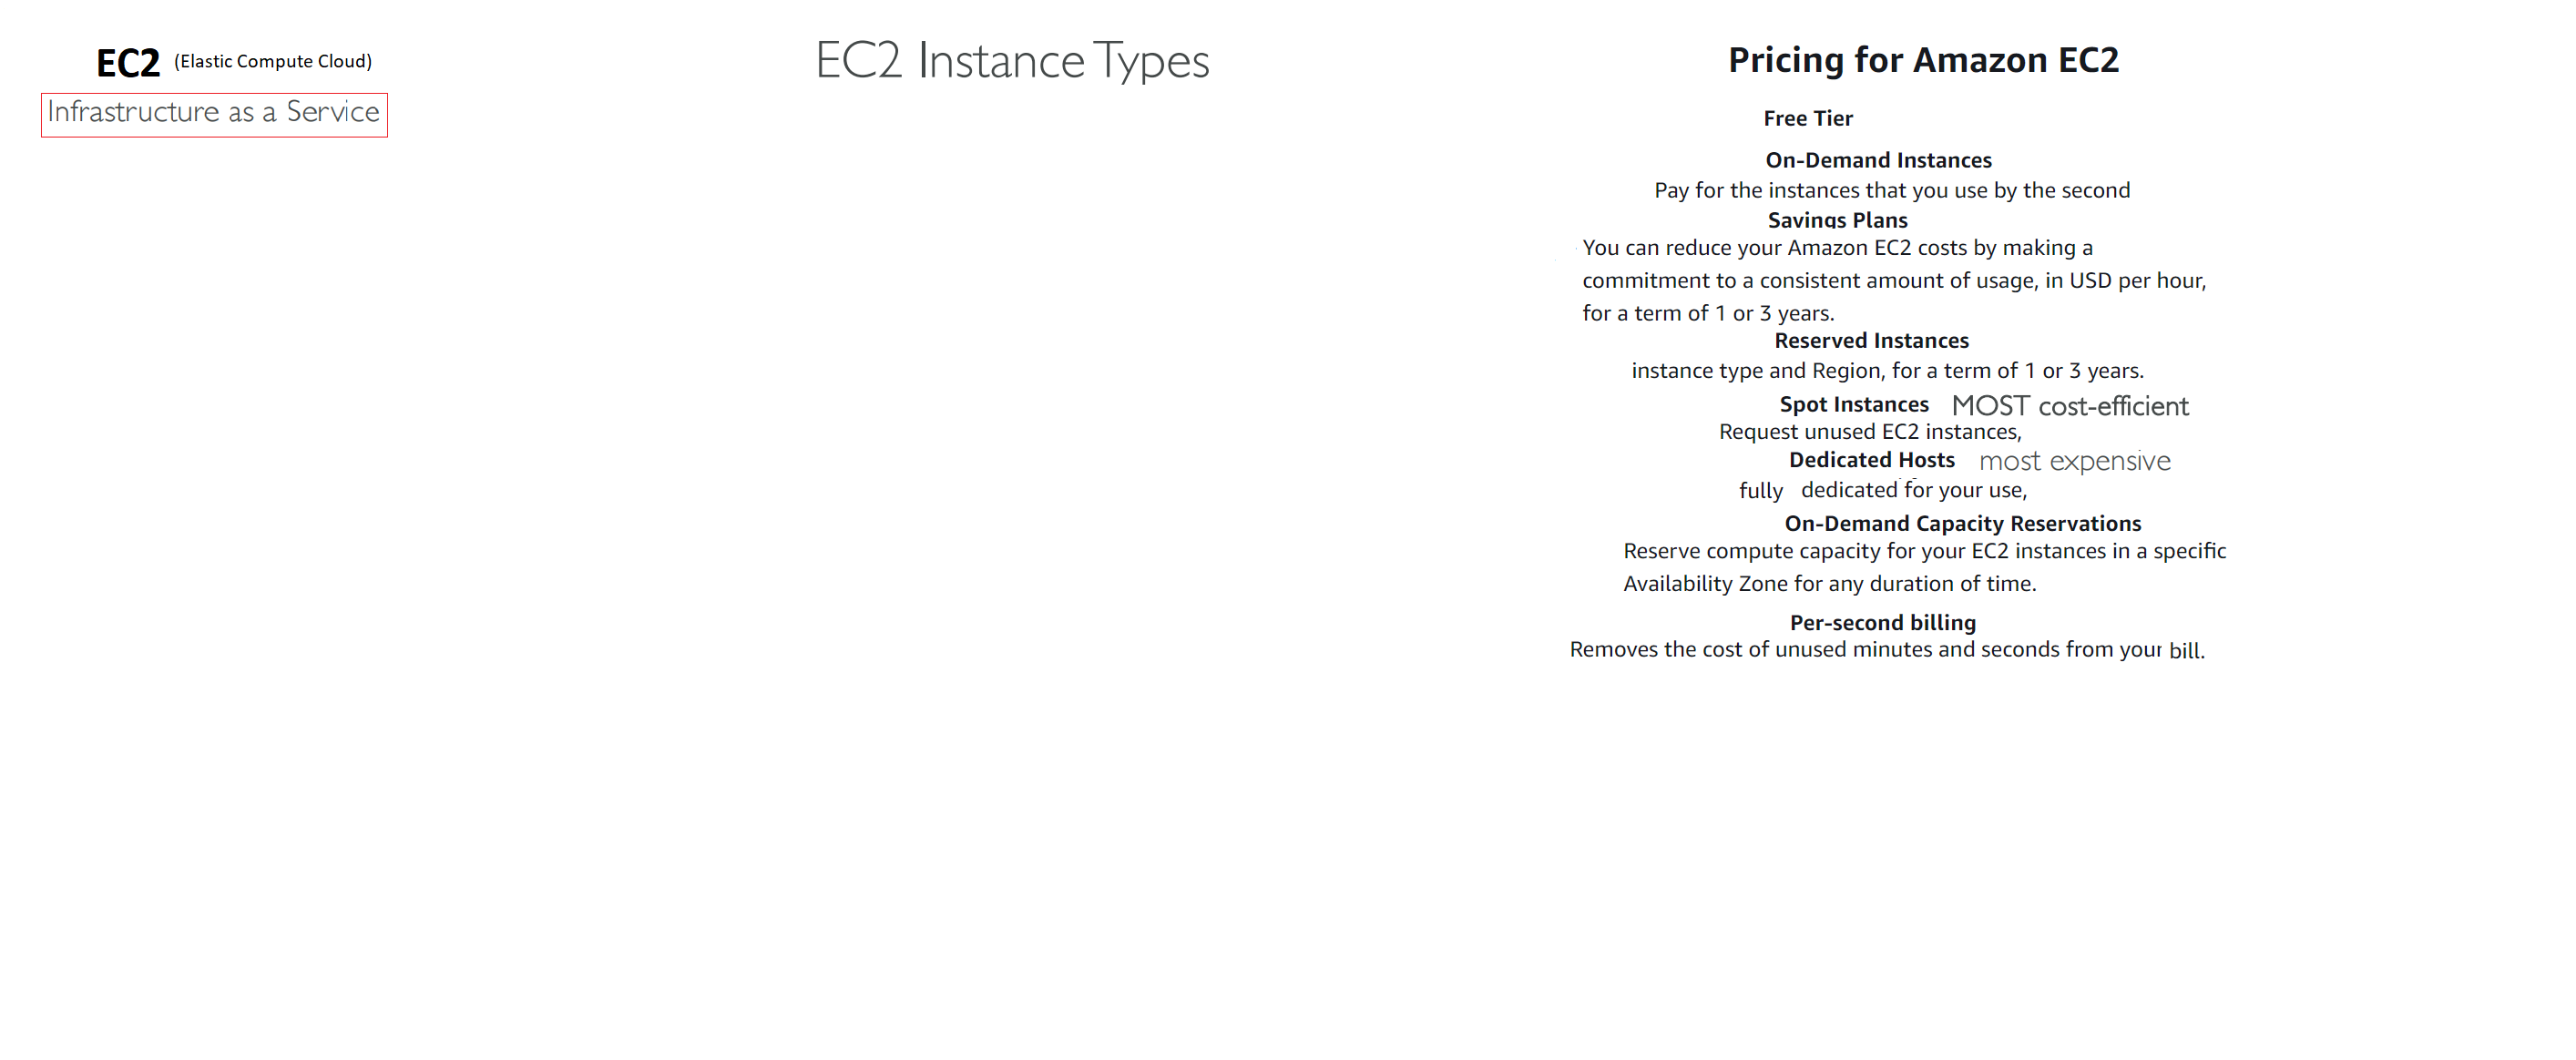 EC2 (Elastic Compute Cloud)
Infrastructure as a Service
EC2 Instance Types
Pricing for Amazon EC2
Free Tier
On-Demand Instances
Pay for the instances that you use by the second
Savings Plans
You can reduce your Amazon EC2 costs by making a
commitment to a consistent amount of usage, in USD per hour,
for a term of 1 or 3 years.
Reserved Instances
instance type and Region, for a term of 1 or 3 years.
Spot Instances MOST cost-efficient
Request unused EC2 instances,
Dedicated Hosts most expensive
fully dedicated for your use,
On-Demand Capacity Reservations
Reserve compute capacity for your EC2 instances in a specific
Availability Zone for any duration of time.
Per-second billing
Removes the cost of unused minutes and seconds from your bill.